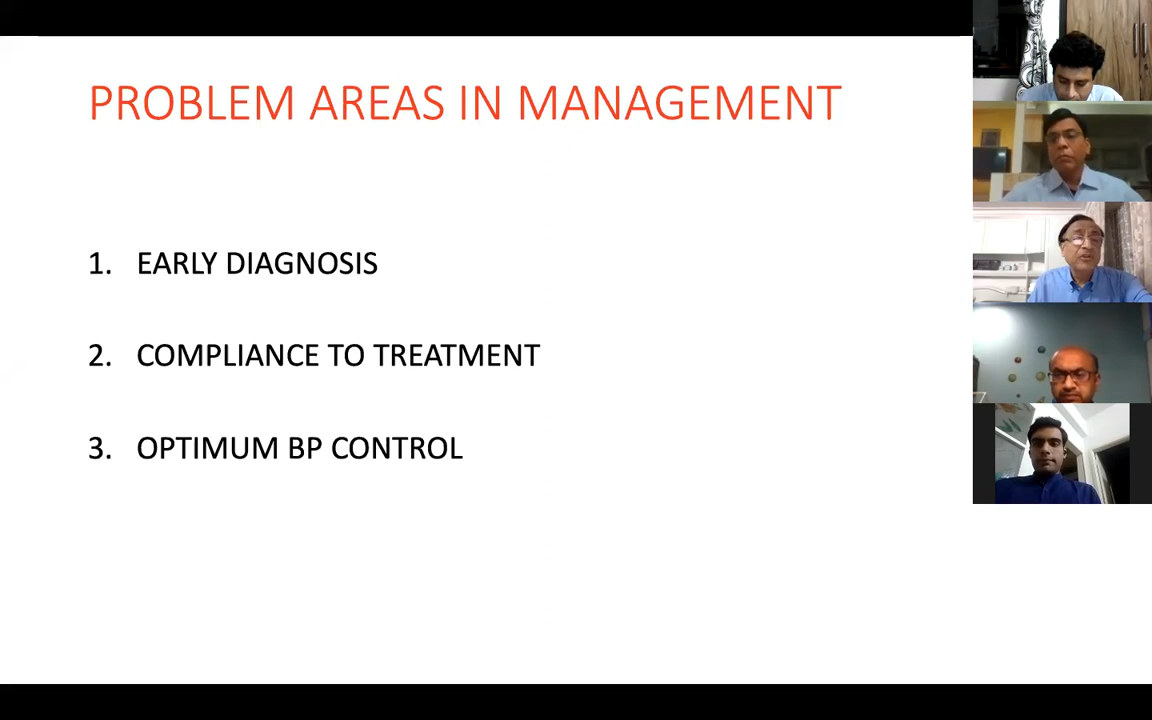 PROBLEM AREAS IN MANAGEMENT
1. EARLY DIAGNOSIS
2. COMPLIANCE TO TREATMENT
3. OPTIMUM BP CONTROL